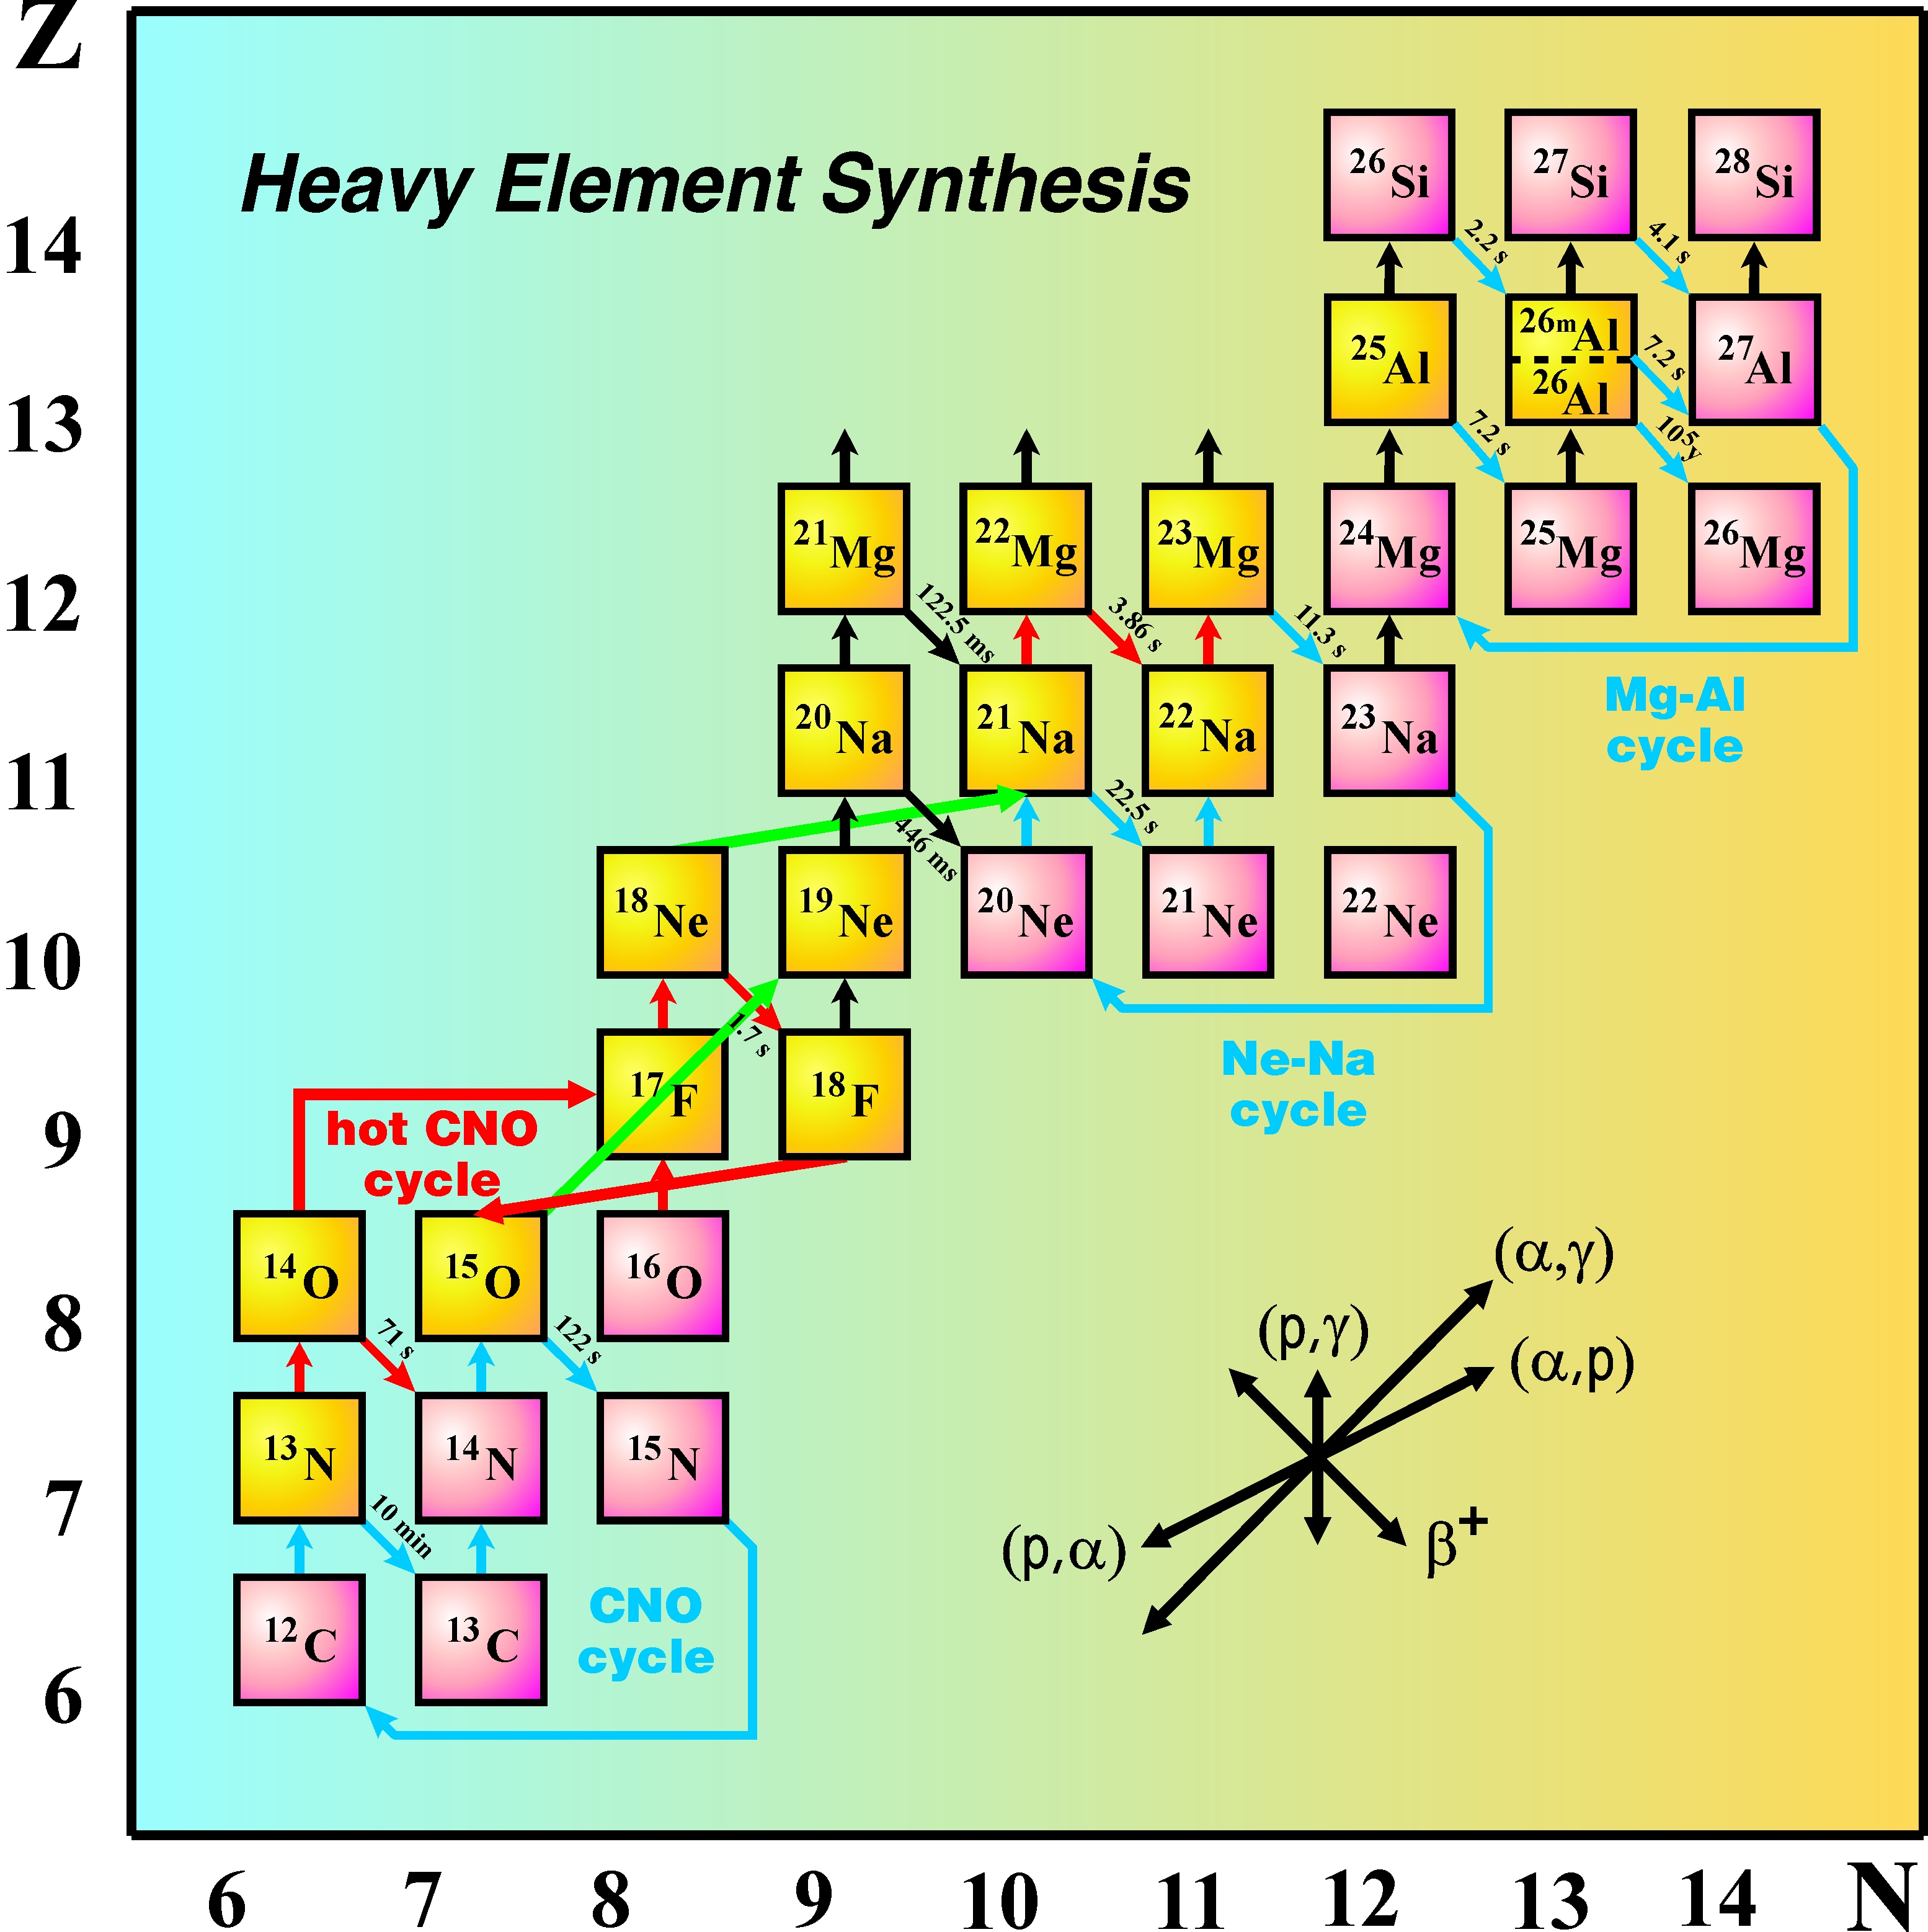 Z
Heavy Element Synthesis
26Si 27Si 28Si
14
2.2 s 4.1 s
25Al 26mAl 27Al
26Al
7.2 s
13
7.2 s 10⁵y
21Mg 22Mg 23Mg 24Mg 25Mg 26Mg
12
122.5 ms 3.86 s 11.3 s
20Na 21Na 22Na 23Na
Mg-Al
cycle
11
446 ms 22.5 s
18Ne 19Ne 20Ne 21Ne 22Ne
10
1.7 s
Ne-Na
cycle
17F 18F
hot CNO
cycle
9
14O 15O 16O
8
71 s 122 s
(α,γ)
(p,γ)
(α,p)
13N 14N 15N
7
10 min
(p,α)
β+
12C 13C
CNO
cycle
6
6 7 8 9 10 11 12 13 14 N